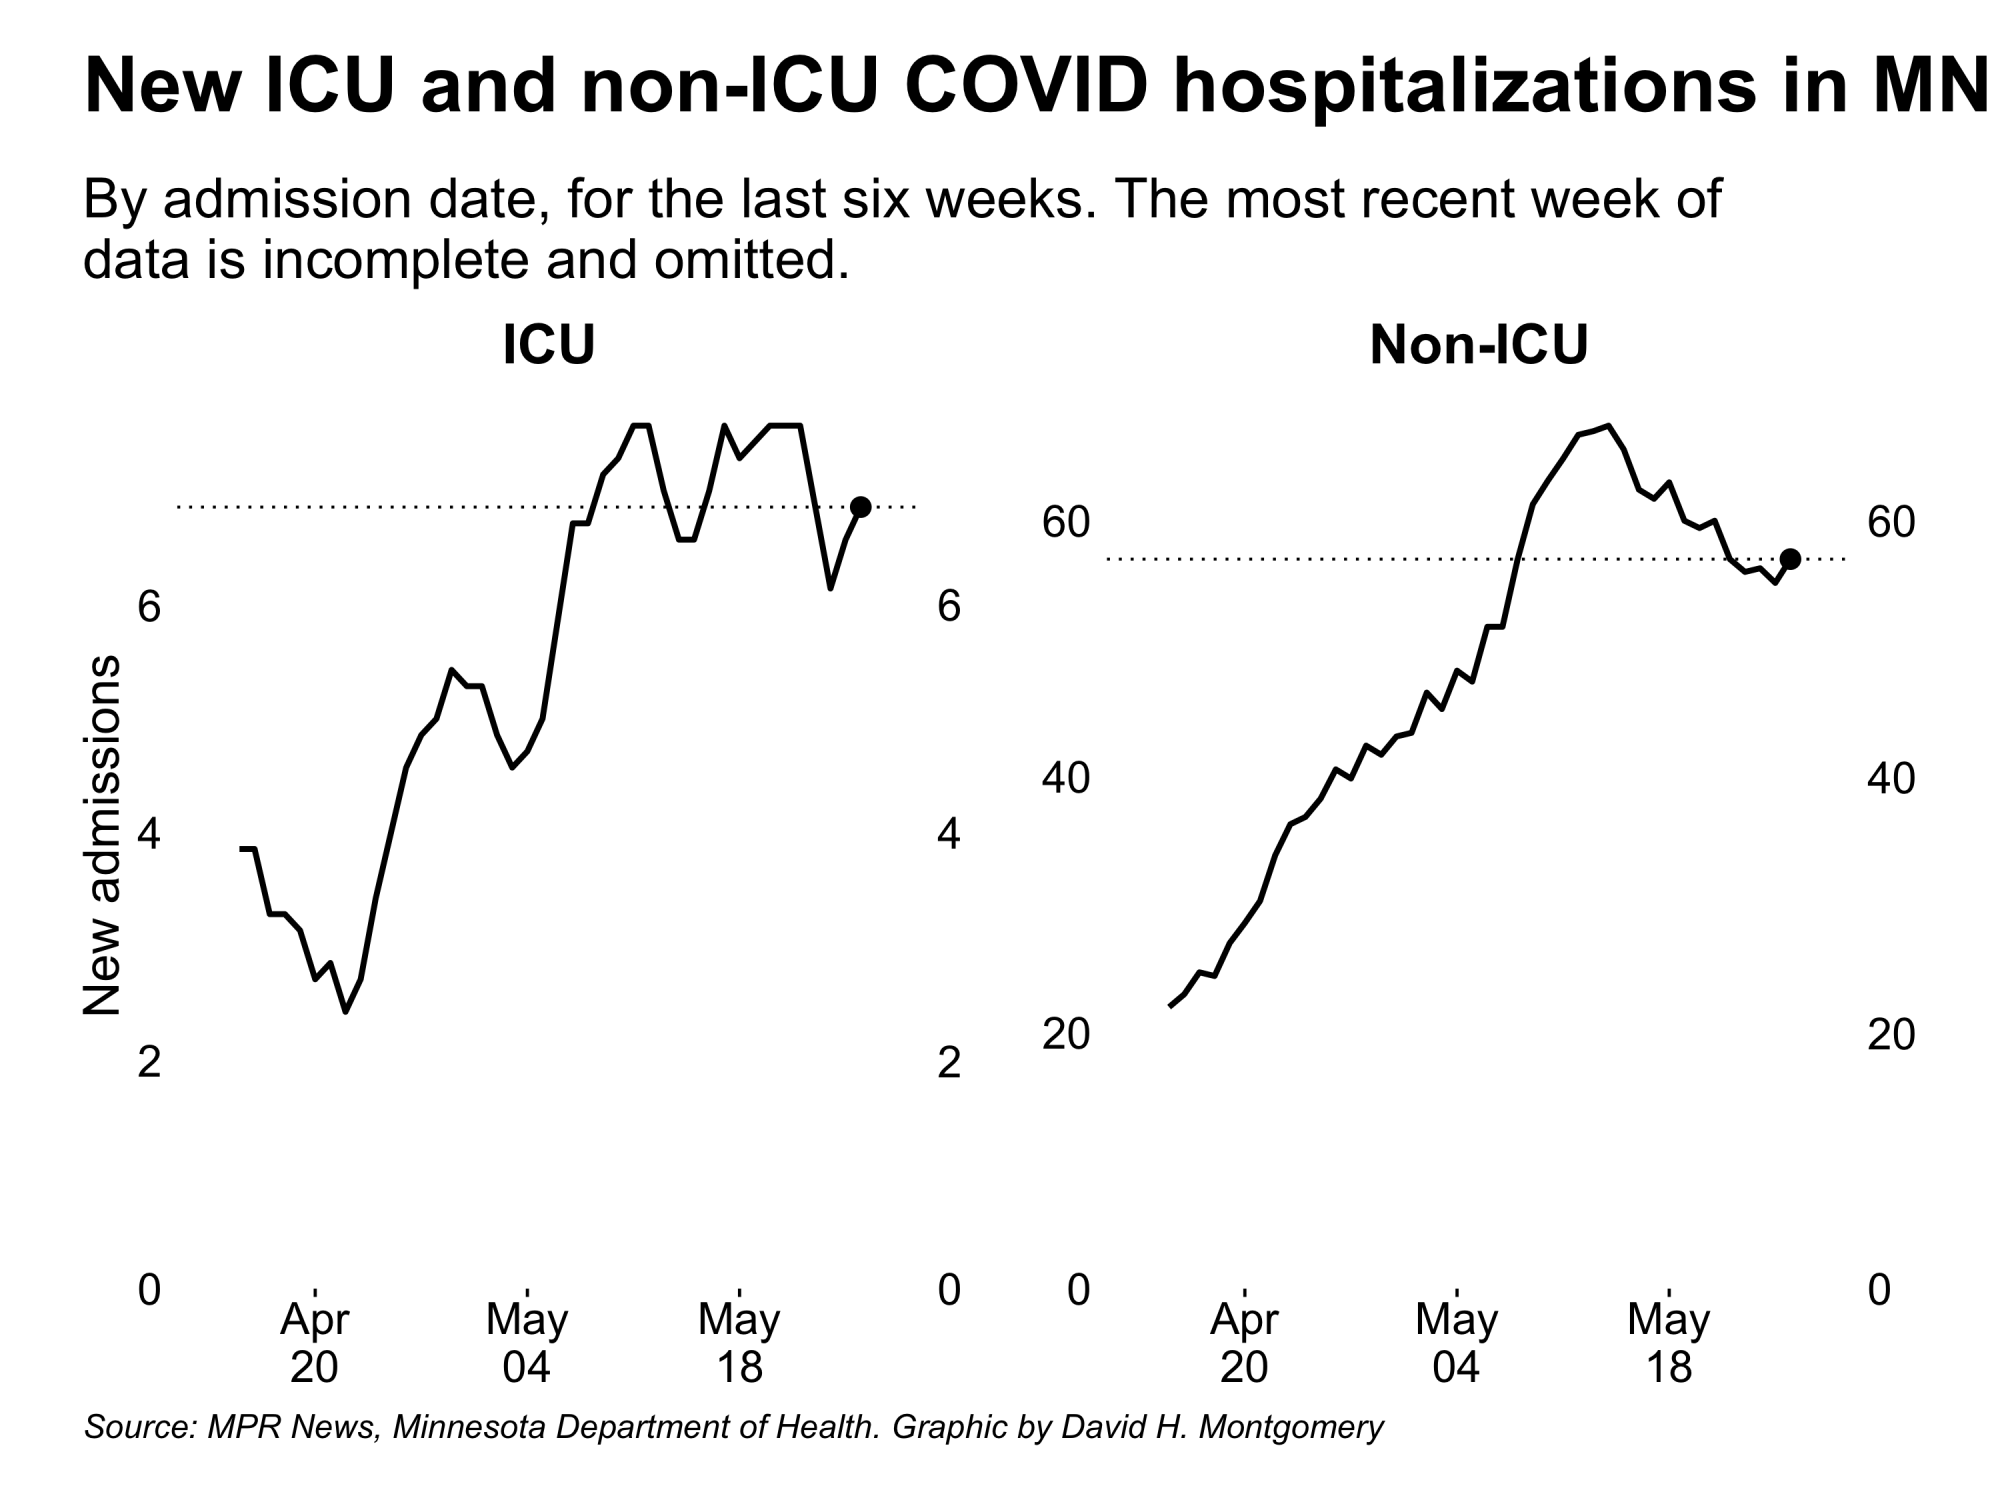 New ICU and non-ICU COVID hospitalizations in MN
By admission date, for the last six weeks. The most recent week of
data is incomplete and omitted.
ICU
Non-ICU
New admissions
6
4
2
0
6
4
2
0
60
40
20
0
60
40
20
0
Apr
20
May
04
May
18
Apr
20
May
04
May
18
Source: MPR News, Minnesota Department of Health. Graphic by David H. Montgomery